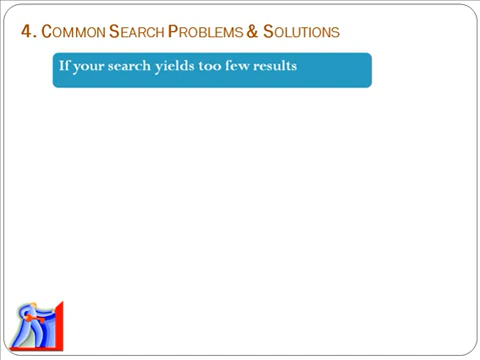 4. COMMON SEARCH PROBLEMS & SOLUTIONS
If your search yields too few results